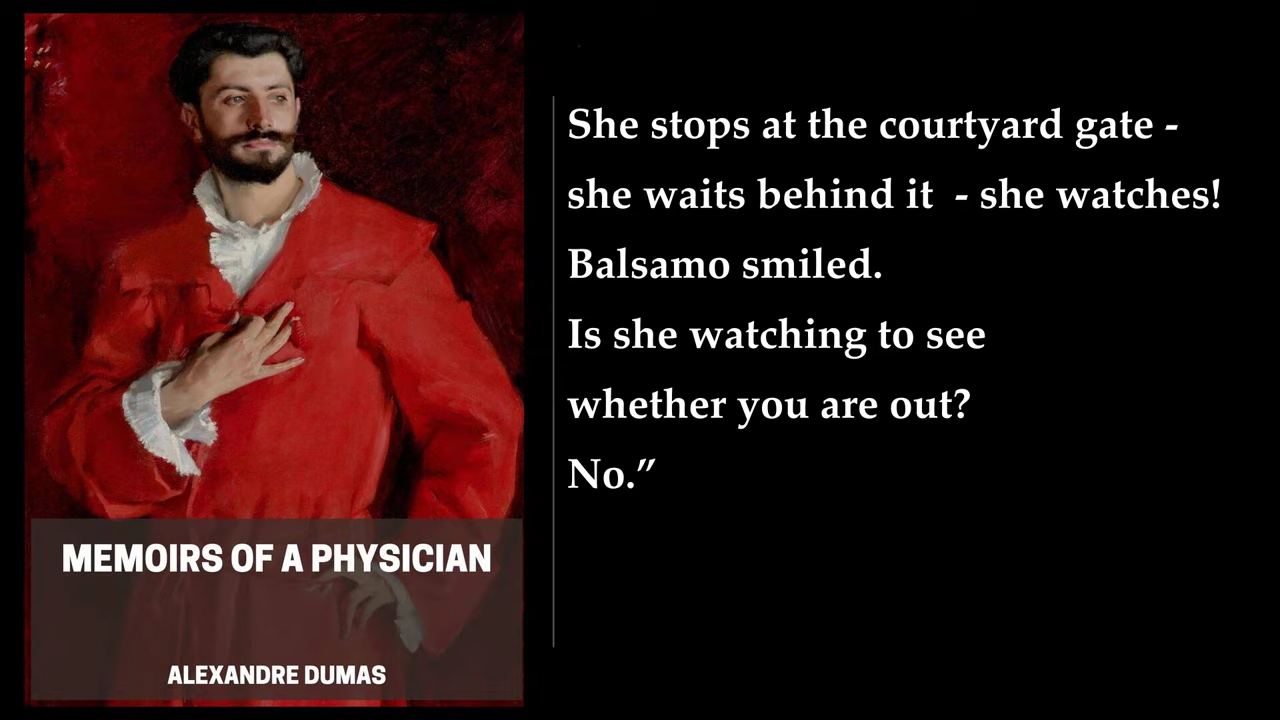 She stops at the courtyard gate -
she waits behind it  - she watches!
Balsamo smiled.
Is she watching to see
whether you are out?
No.”
MEMOIRS OF A PHYSICIAN
ALEXANDRE DUMAS